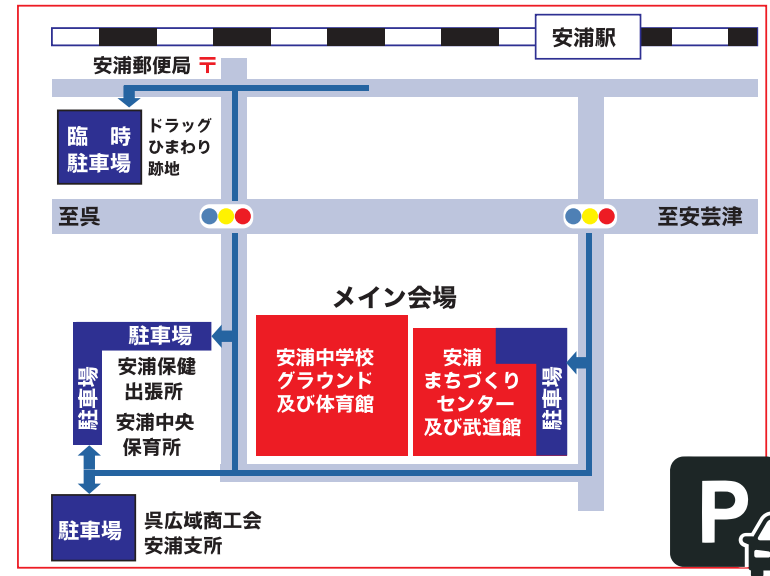 安浦駅
安浦郵便局 〒
臨 時
駐車場
ドラッグ
ひまわり
跡地
至呉
至安芸津
メイン会場
駐車場
駐車場
安浦保健
出張所
安浦中央
保育所
安浦中学校
グラウンド
及び体育館
安浦
まちづくり
センター
及び武道館
駐車場
駐車場
呉広域商工会
安浦支所
P